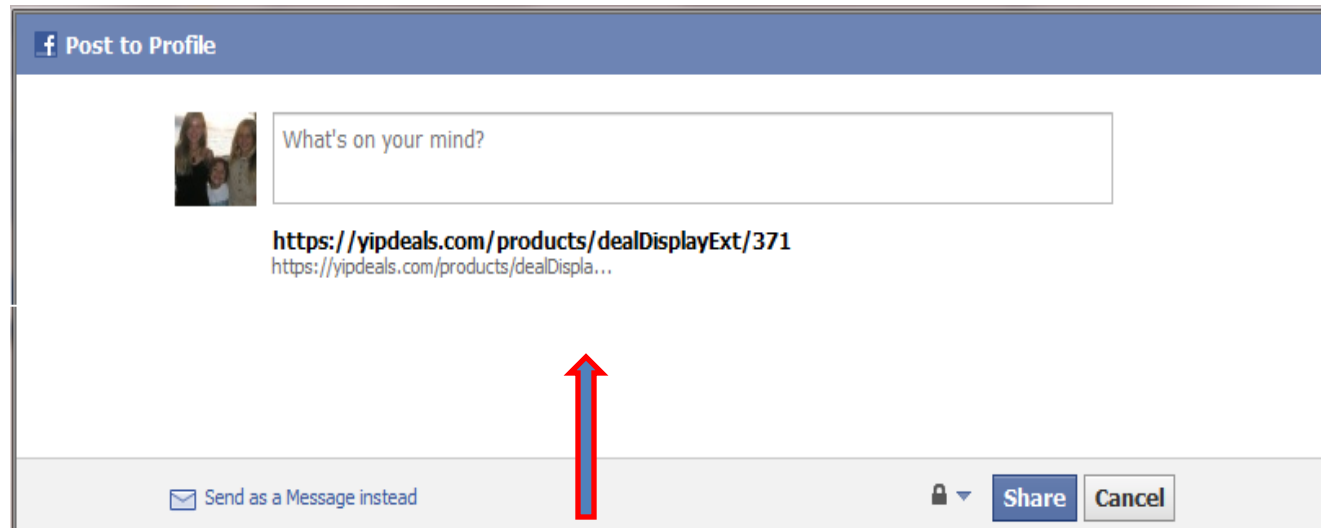 f Post to Profile
What's on your mind?
https://yipdeals.com/products/dealDisplayExt/371
https://yipdeals.com/products/dealDispla...
Send as a Message instead
Share Cancel